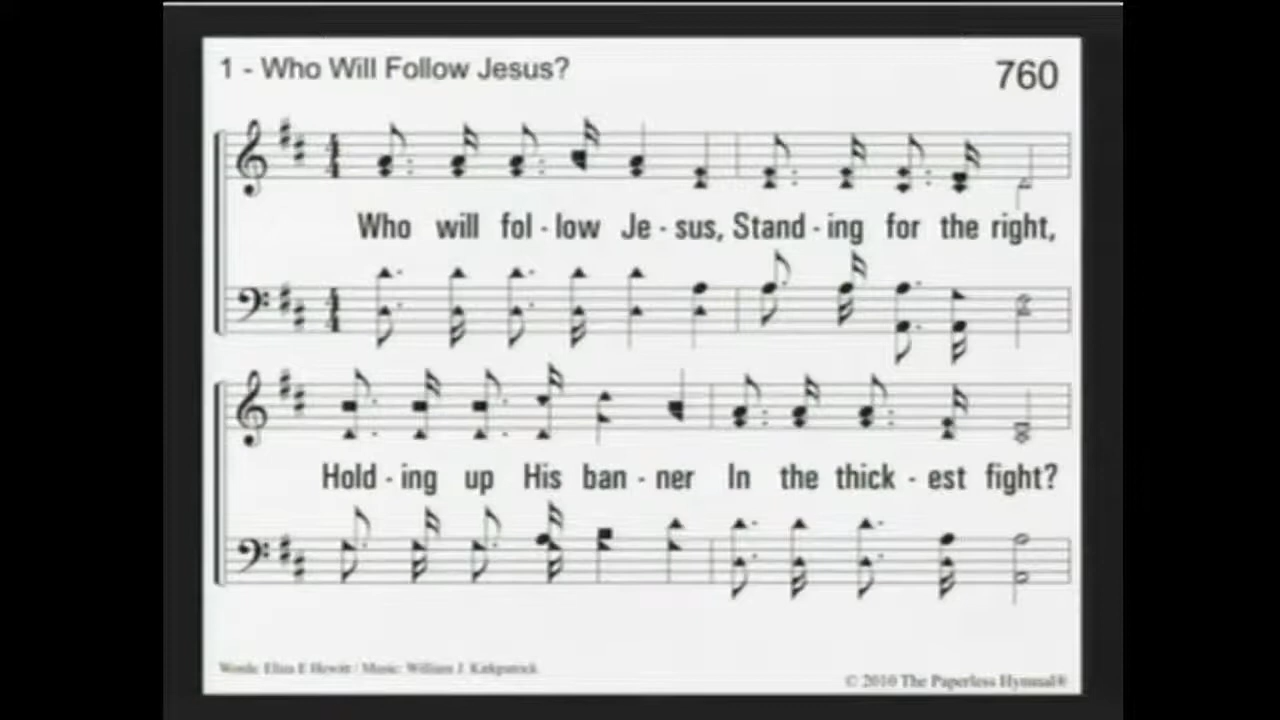 1 - Who Will Follow Jesus?
760
Who will fol - low Je - sus, Stand - ing for the right,
Hold - ing up His ban - ner In the thick - est fight?
Words: Eliza E Hewitt / Music: William J. Kirkpatrick
© 2010 The Paperless Hymnal®